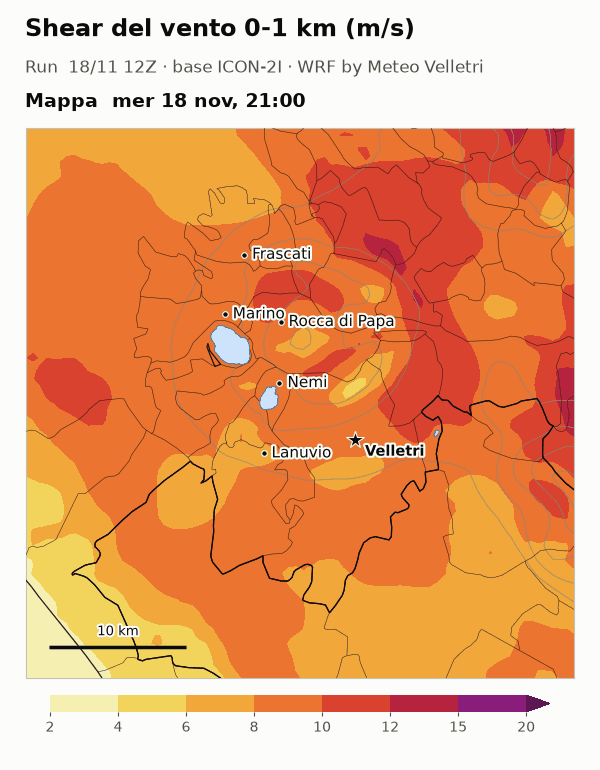 Shear del vento 0-1 km (m/s)
Run  18/11 12Z · base ICON-2I · WRF by Meteo Velletri
Mappa  mer 18 nov, 21:00
Frascati
Marino
Rocca di Papa
Nemi
Velletri
Lanuvio
10 km
2 4 6 8 10 12 15 20